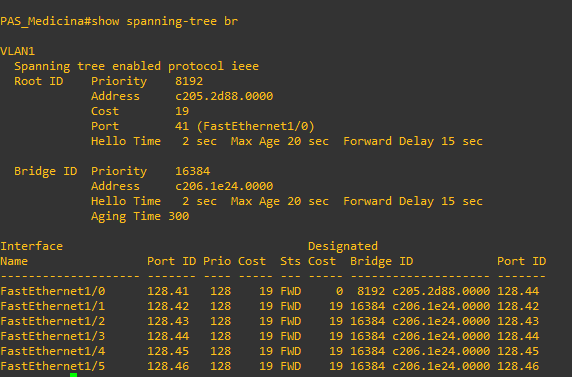 PAS_Medicina#show spanning-tree br
VLAN1
  Spanning tree enabled protocol ieee
  Root ID    Priority    8192
             Address     c205.2d88.0000
             Cost        19
             Port        41 (FastEthernet1/0)
             Hello Time   2 sec  Max Age 20 sec  Forward Delay 15 sec
  Bridge ID  Priority    16384
             Address     c206.1e24.0000
             Hello Time   2 sec  Max Age 20 sec  Forward Delay 15 sec
             Aging Time 300
Interface                                   Designated
Name                 Port ID Prio Cost  Sts Cost  Bridge ID            Port ID
-------------------- ------- ---- ----- --- ----- -------------------- -------
FastEthernet1/0      128.41   128    19 FWD     0  8192 c205.2d88.0000 128.44
FastEthernet1/1      128.42   128    19 FWD    19 16384 c206.1e24.0000 128.42
FastEthernet1/2      128.43   128    19 FWD    19 16384 c206.1e24.0000 128.43
FastEthernet1/3      128.44   128    19 FWD    19 16384 c206.1e24.0000 128.44
FastEthernet1/4      128.45   128    19 FWD    19 16384 c206.1e24.0000 128.45
FastEthernet1/5      128.46   128    19 FWD    19 16384 c206.1e24.0000 128.46